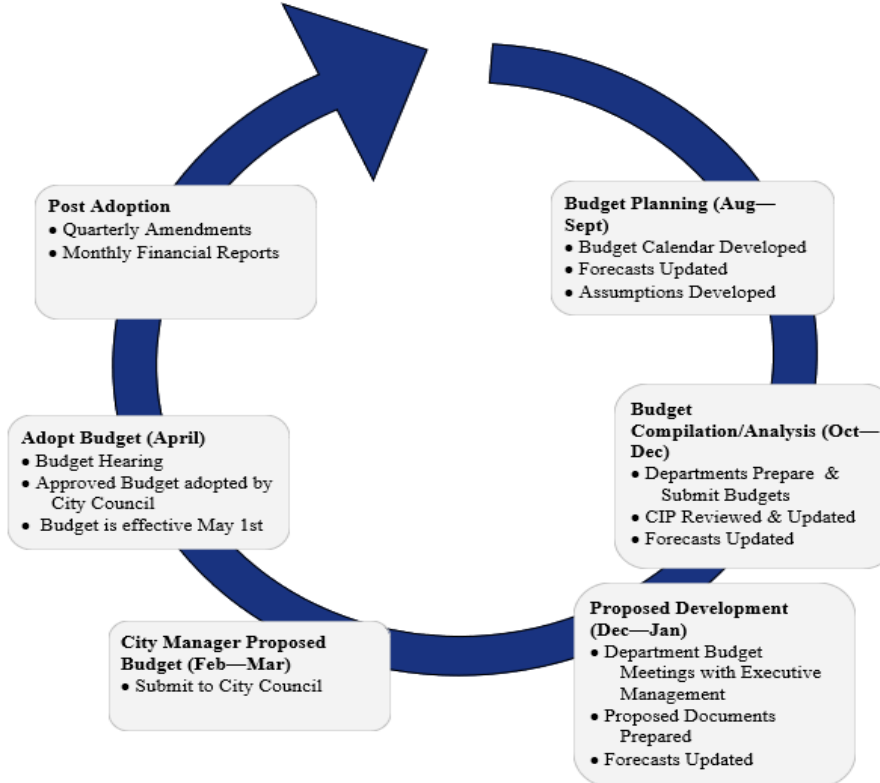 Budget Planning (Aug—
Sept)
• Budget Calendar Developed
• Forecasts Updated
• Assumptions Developed
Budget
Compilation/Analysis (Oct—
Dec)
• Departments Prepare &
Submit Budgets
• CIP Reviewed & Updated
• Forecasts Updated
Proposed Development
(Dec—Jan)
• Department Budget
Meetings with Executive
Management
• Proposed Documents
Prepared
• Forecasts Updated
City Manager Proposed
Budget (Feb—Mar)
• Submit to City Council
Adopt Budget (April)
• Budget Hearing
• Approved Budget adopted by
City Council
• Budget is effective May 1st
Post Adoption
• Quarterly Amendments
• Monthly Financial Reports